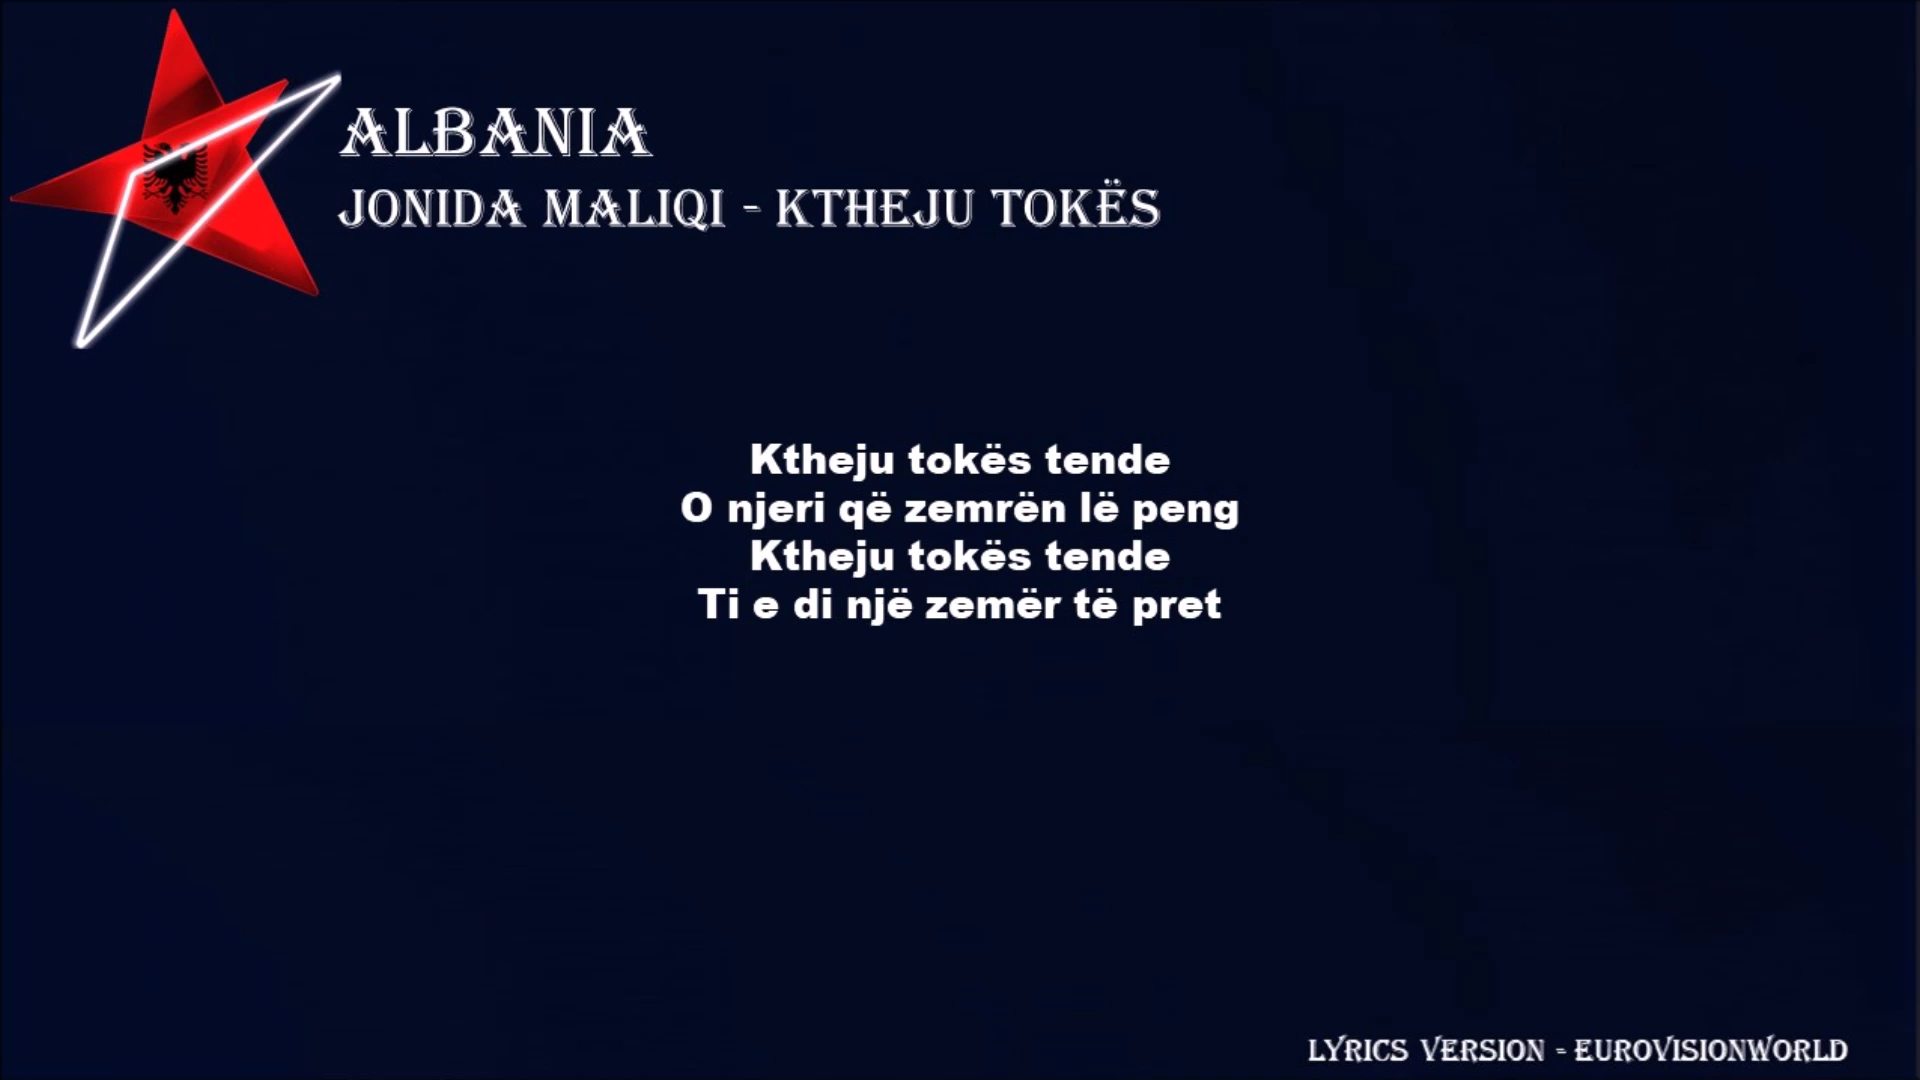 ALBANIA
JONIDA MALIQI - KTHEJU TOKËS
Ktheju tokës tende
O njeri që zemrën lë peng
Ktheju tokës tende
Ti e di një zemër të pret
LYRICS VERSION - EUROVISIONWORLD